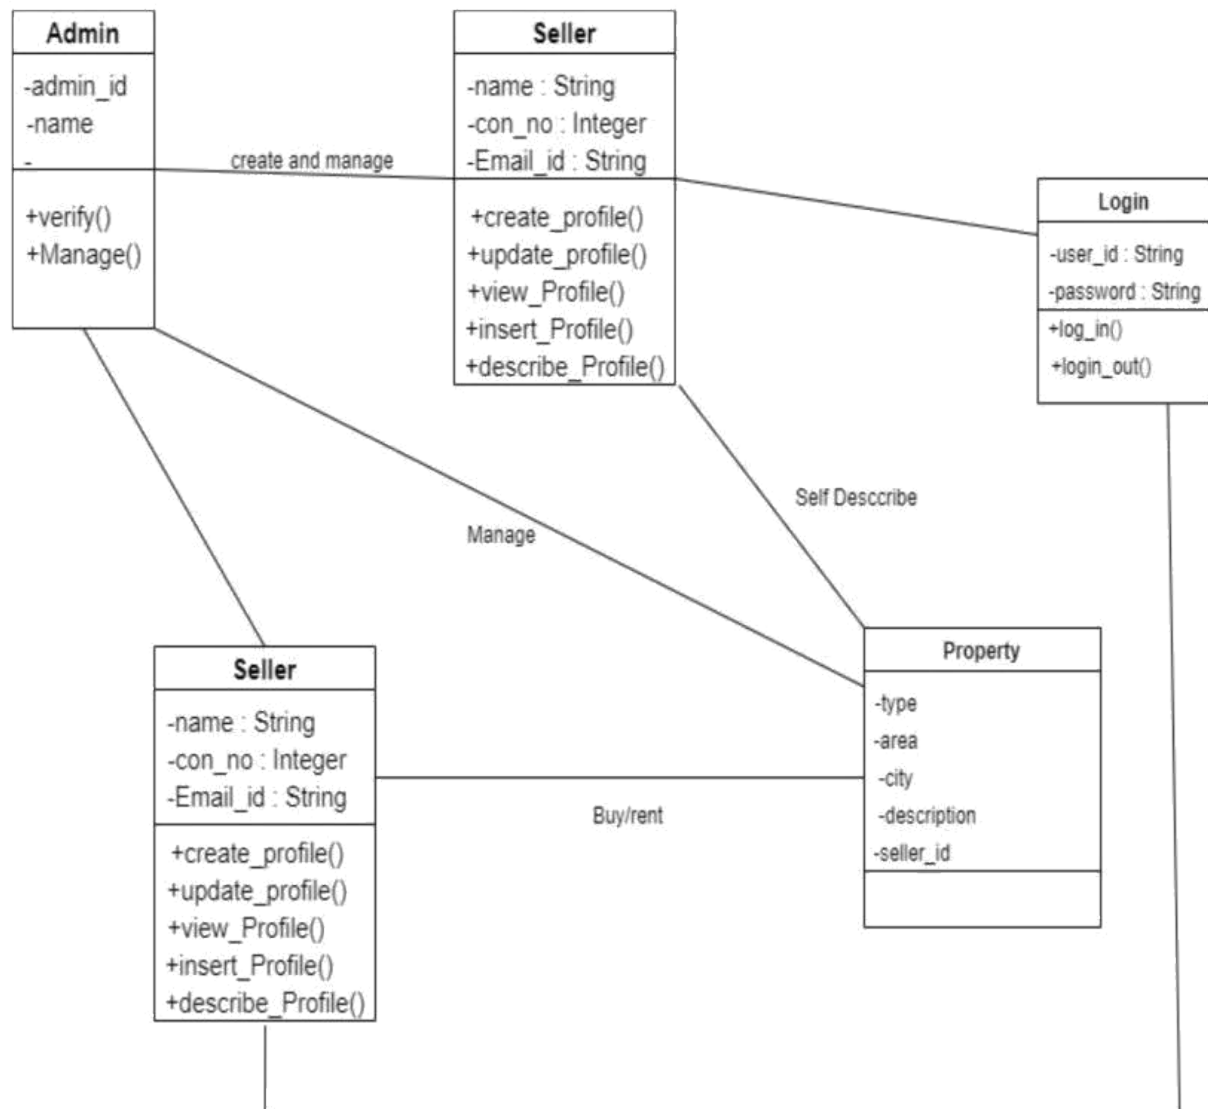 Admin
-admin_id
-name
-
+verify()
+Manage()
create and manage
Seller
-name : String
-con_no : Integer
-Email_id : String
+create_profile()
+update_profile()
+view_Profile()
+insert_Profile()
+describe_Profile()
Login
-user_id : String
-password : String
+log_in()
+login_out()
Self Desccribe
Manage
Seller
-name : String
-con_no : Integer
-Email_id : String
+create_profile()
+update_profile()
+view_Profile()
+insert_Profile()
+describe_Profile()
Buy/rent
Property
-type
-area
-city
-description
-seller_id